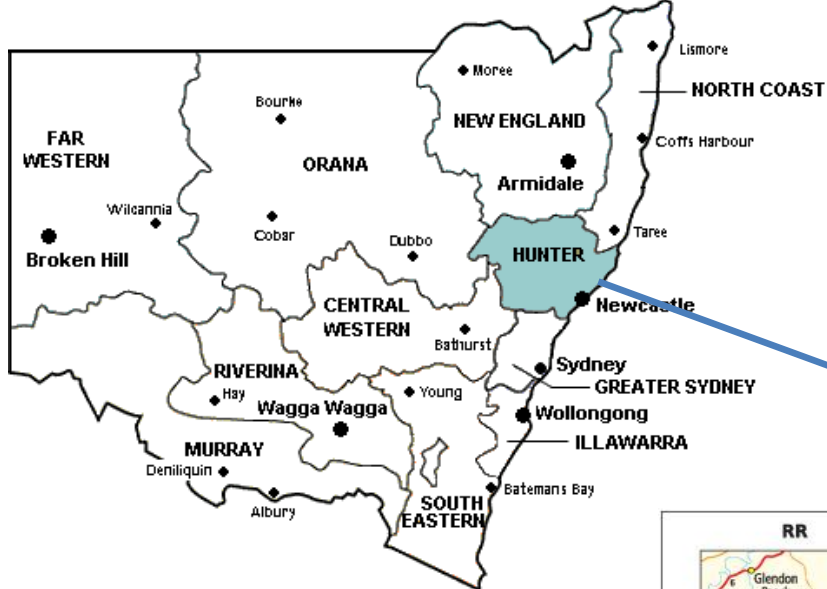 Lismore
Moree
NORTH COAST
Bourke
NEW ENGLAND
FAR
WESTERN
Coffs Harbour
ORANA
Armidale
Wilcannia
Cobar
Taree
Dubbo
HUNTER
Broken Hill
CENTRAL
WESTERN
Newcastle
Bathurst
Sydney
RIVERINA
GREATER SYDNEY
Hay
Young
Wagga Wagga
Wollongong
ILLAWARRA
MURRAY
Deniliquin
Batemans Bay
SOUTH
EASTERN
Albury
RR
Glendon